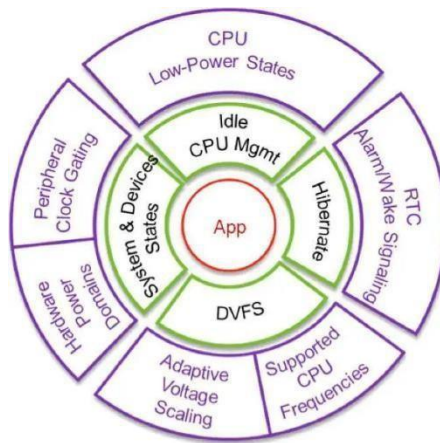 CPU
Low-Power States
Idle
CPU Mgmt
Peripheral
Clock Gating
System & Devices
States
App
Hibernate
RTC
Alarm/Wake Signaling
Hardware
Power
Domains
DVFS
Adaptive
Voltage
Scaling
Supported
CPU
Frequencies